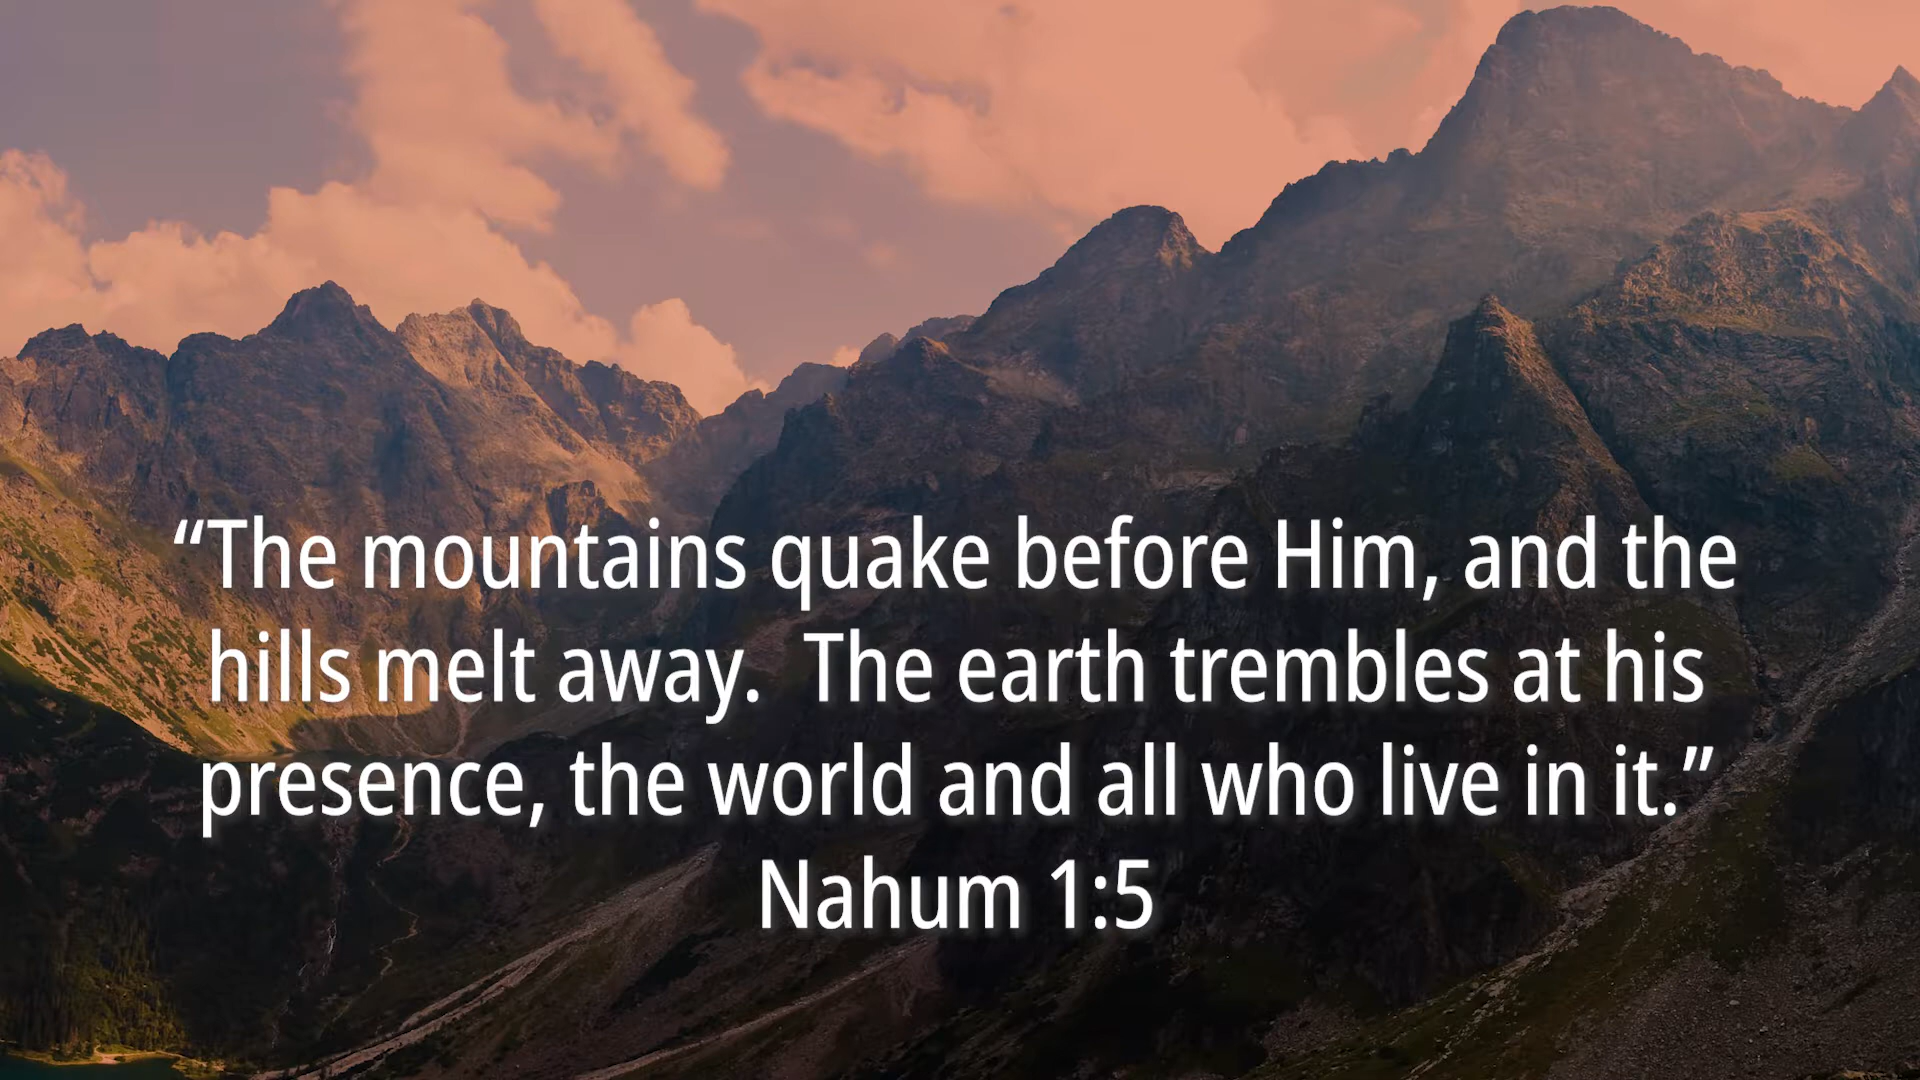 “The mountains quake before Him, and the
hills melt away.  The earth trembles at his
presence, the world and all who live in it.”
Nahum 1:5